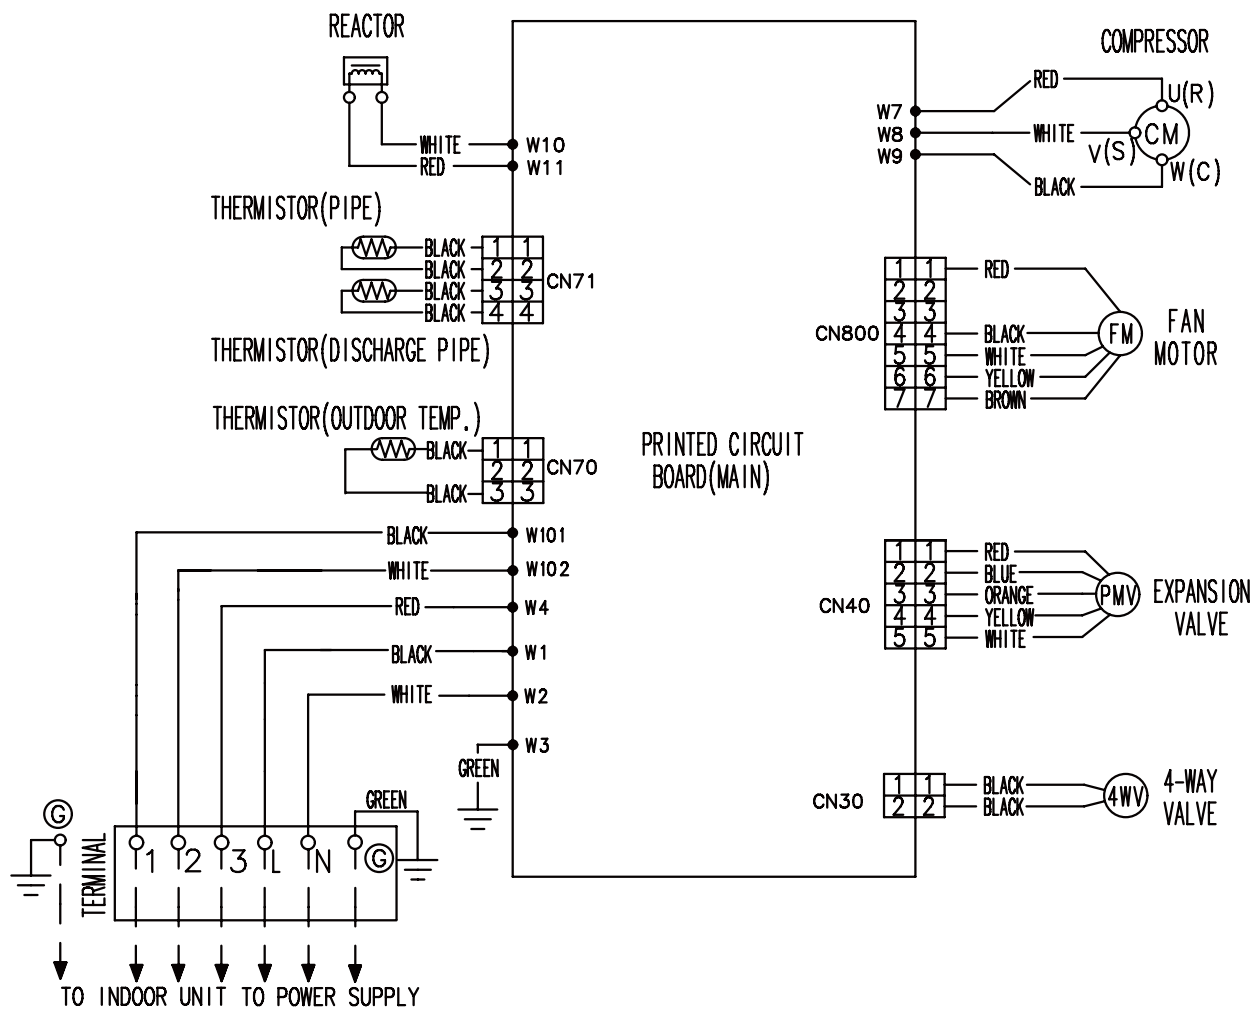 REACTOR
WHITE
RED
W10
W11
THERMISTOR(PIPE)
BLACK 1 1
BLACK 2 2
BLACK 3 3
BLACK 4 4
CN71
THERMISTOR(DISCHARGE PIPE)
THERMISTOR(OUTDOOR TEMP.)
BLACK 1 1
2 2
BLACK 3 3
CN70
BLACK W101
WHITE W102
RED W4
BLACK W1
WHITE W2
W3
GREEN
PRINTED CIRCUIT
BOARD(MAIN)
COMPRESSOR
W7 RED U(R)
W8 WHITE V(S) CM
W9 BLACK W(C)
CN800
1 1 RED
2 2
3 3
4 4 BLACK
5 5 WHITE
6 6 YELLOW
7 7 BROWN
FM
FAN
MOTOR
CN40
1 1 RED
2 2 BLUE
3 3 ORANGE
4 4 YELLOW
5 5 WHITE
PMV
EXPANSION
VALVE
CN30
1 1 BLACK
2 2 BLACK
4WV
4-WAY
VALVE
G
GREEN
TERMINAL
1 2 3 L N G
TO INDOOR UNIT TO POWER SUPPLY